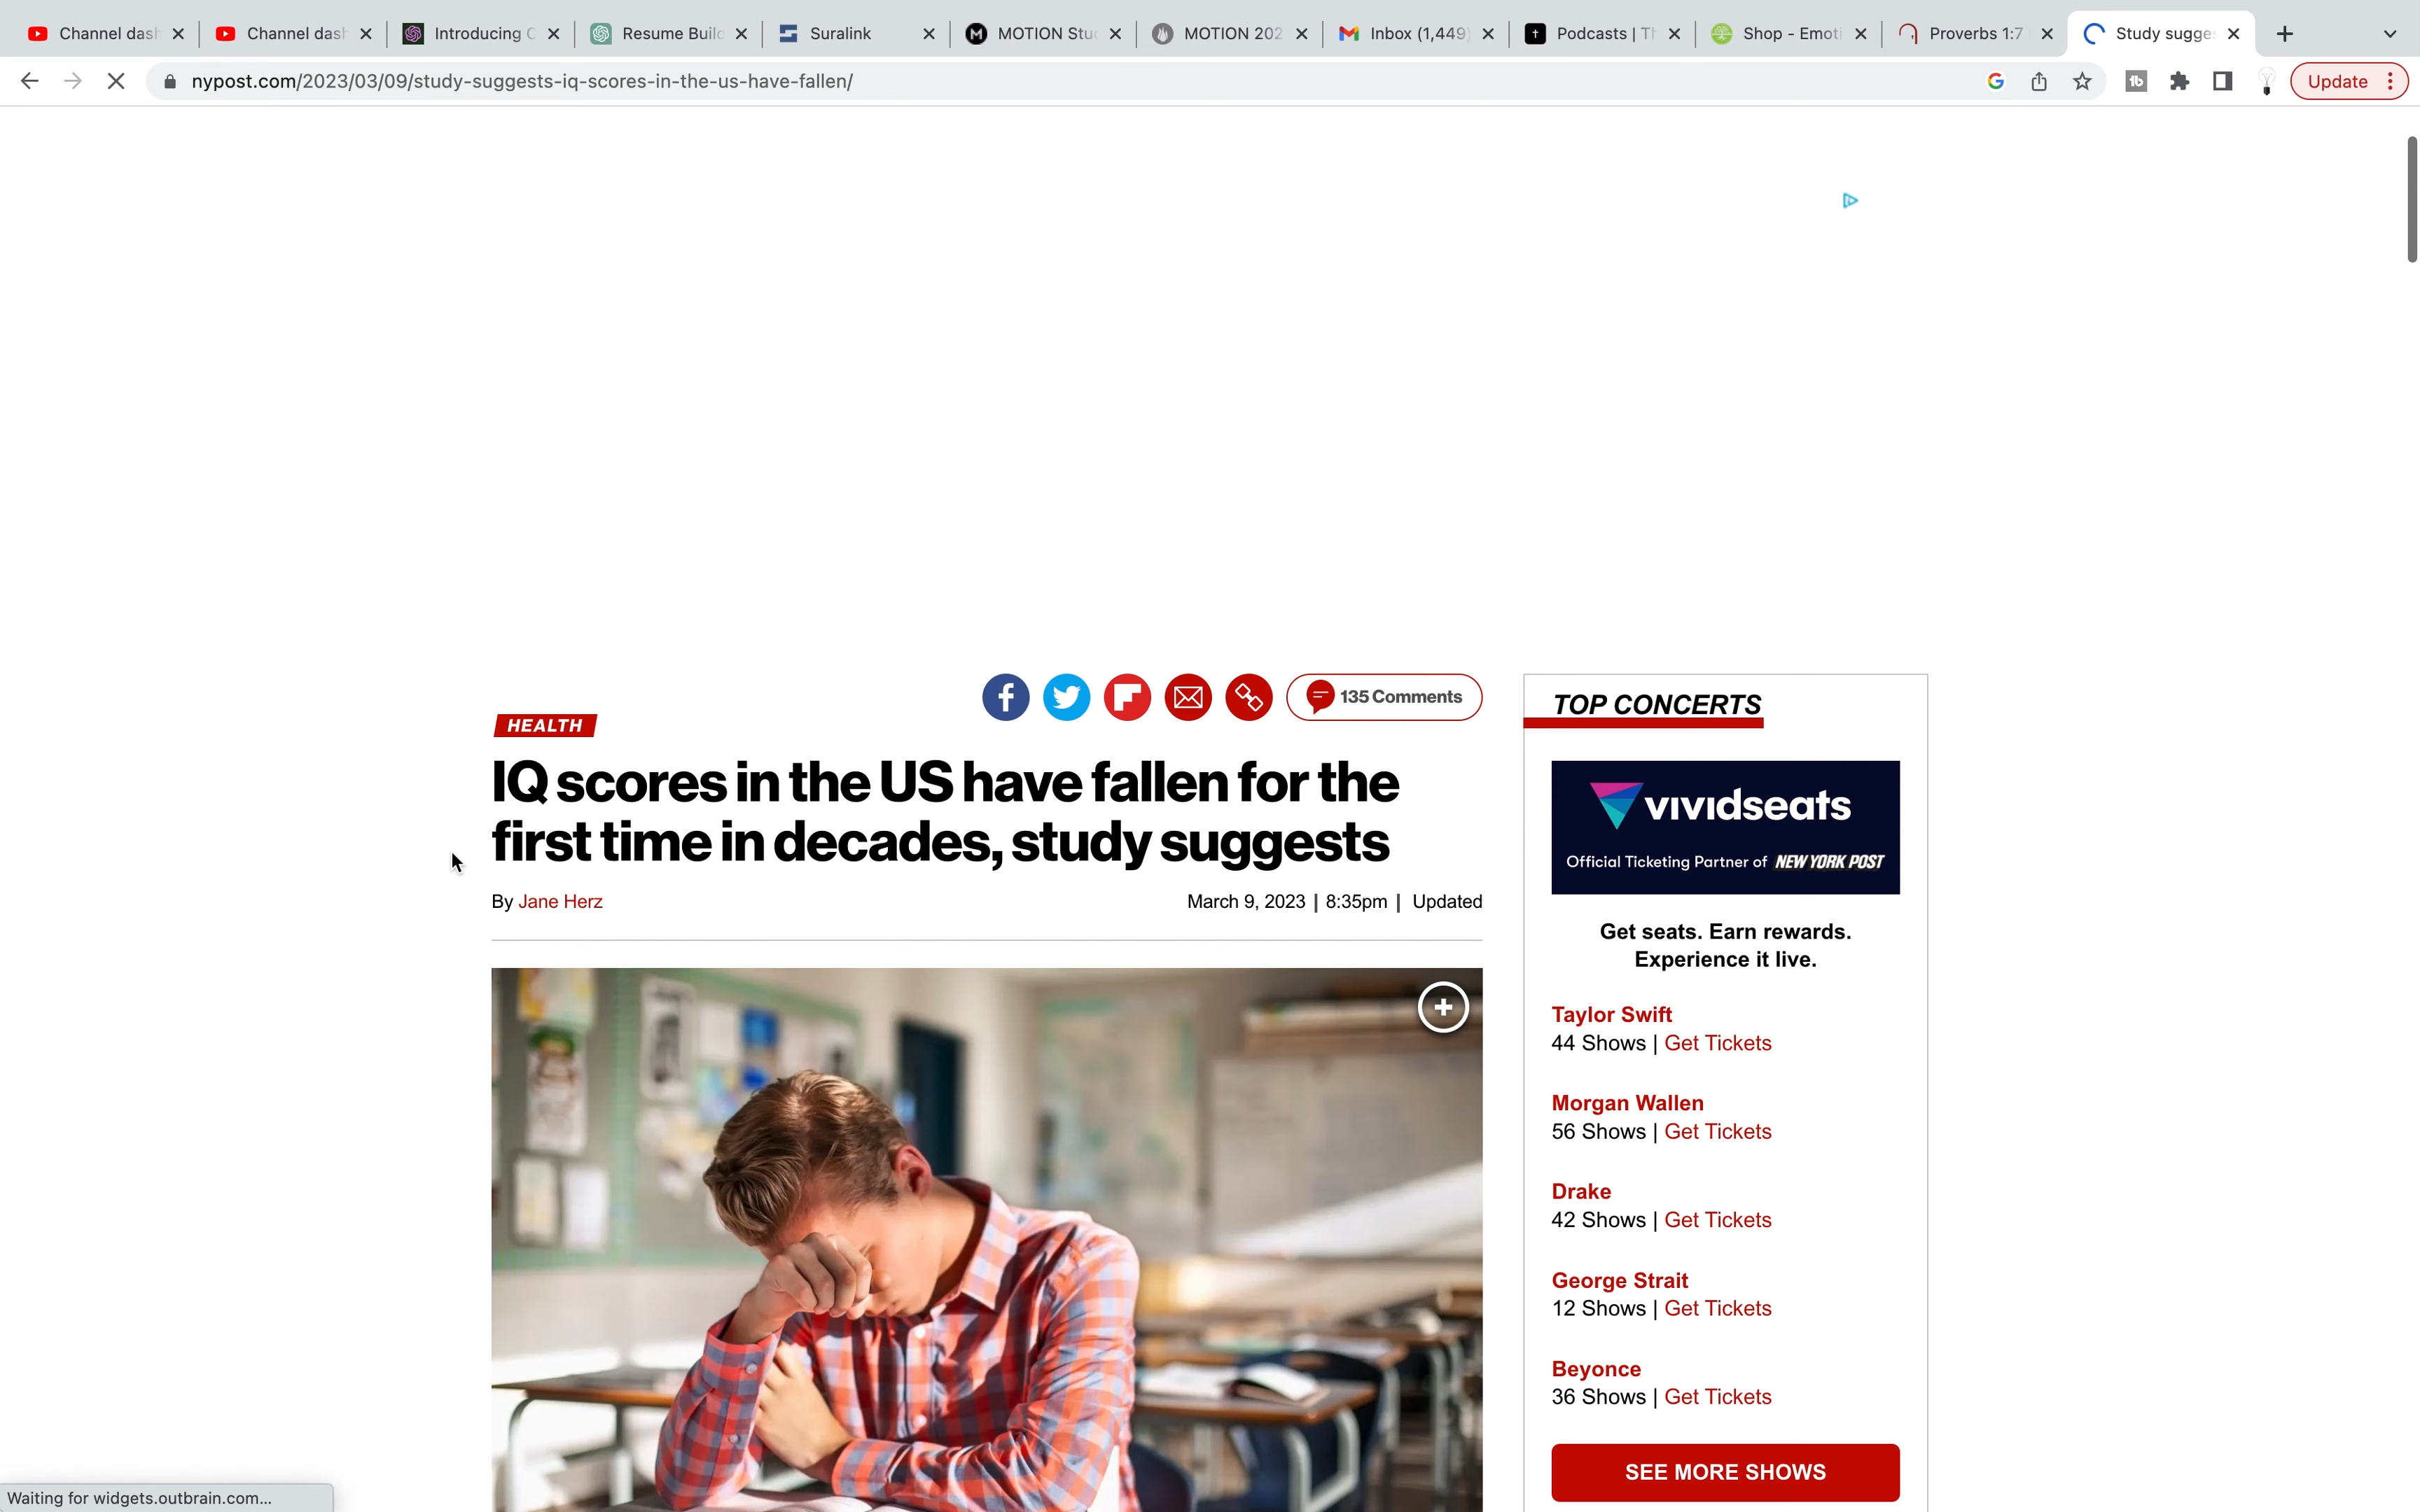 Channel das
Channel das
Introducing
Resume Buil
Suralink
MOTION Stu
MOTION 202
Inbox (1,449
Podcasts | T
Shop - Emoti
Proverbs 1:7
Study sugge
nypost.com/2023/03/09/study-suggests-iq-scores-in-the-us-have-fallen/
Update
135 Comments
HEALTH
IQ scores in the US have fallen for the
first time in decades, study suggests
By Jane Herz
March 9, 2023 | 8:35pm | Updated
TOP CONCERTS
vividseats
Official Ticketing Partner of NEW YORK POST
Get seats. Earn rewards.
Experience it live.
Taylor Swift
44 Shows | Get Tickets
Morgan Wallen
56 Shows | Get Tickets
Drake
42 Shows | Get Tickets
George Strait
12 Shows | Get Tickets
Beyonce
36 Shows | Get Tickets
SEE MORE SHOWS
Waiting for widgets.outbrain.com...